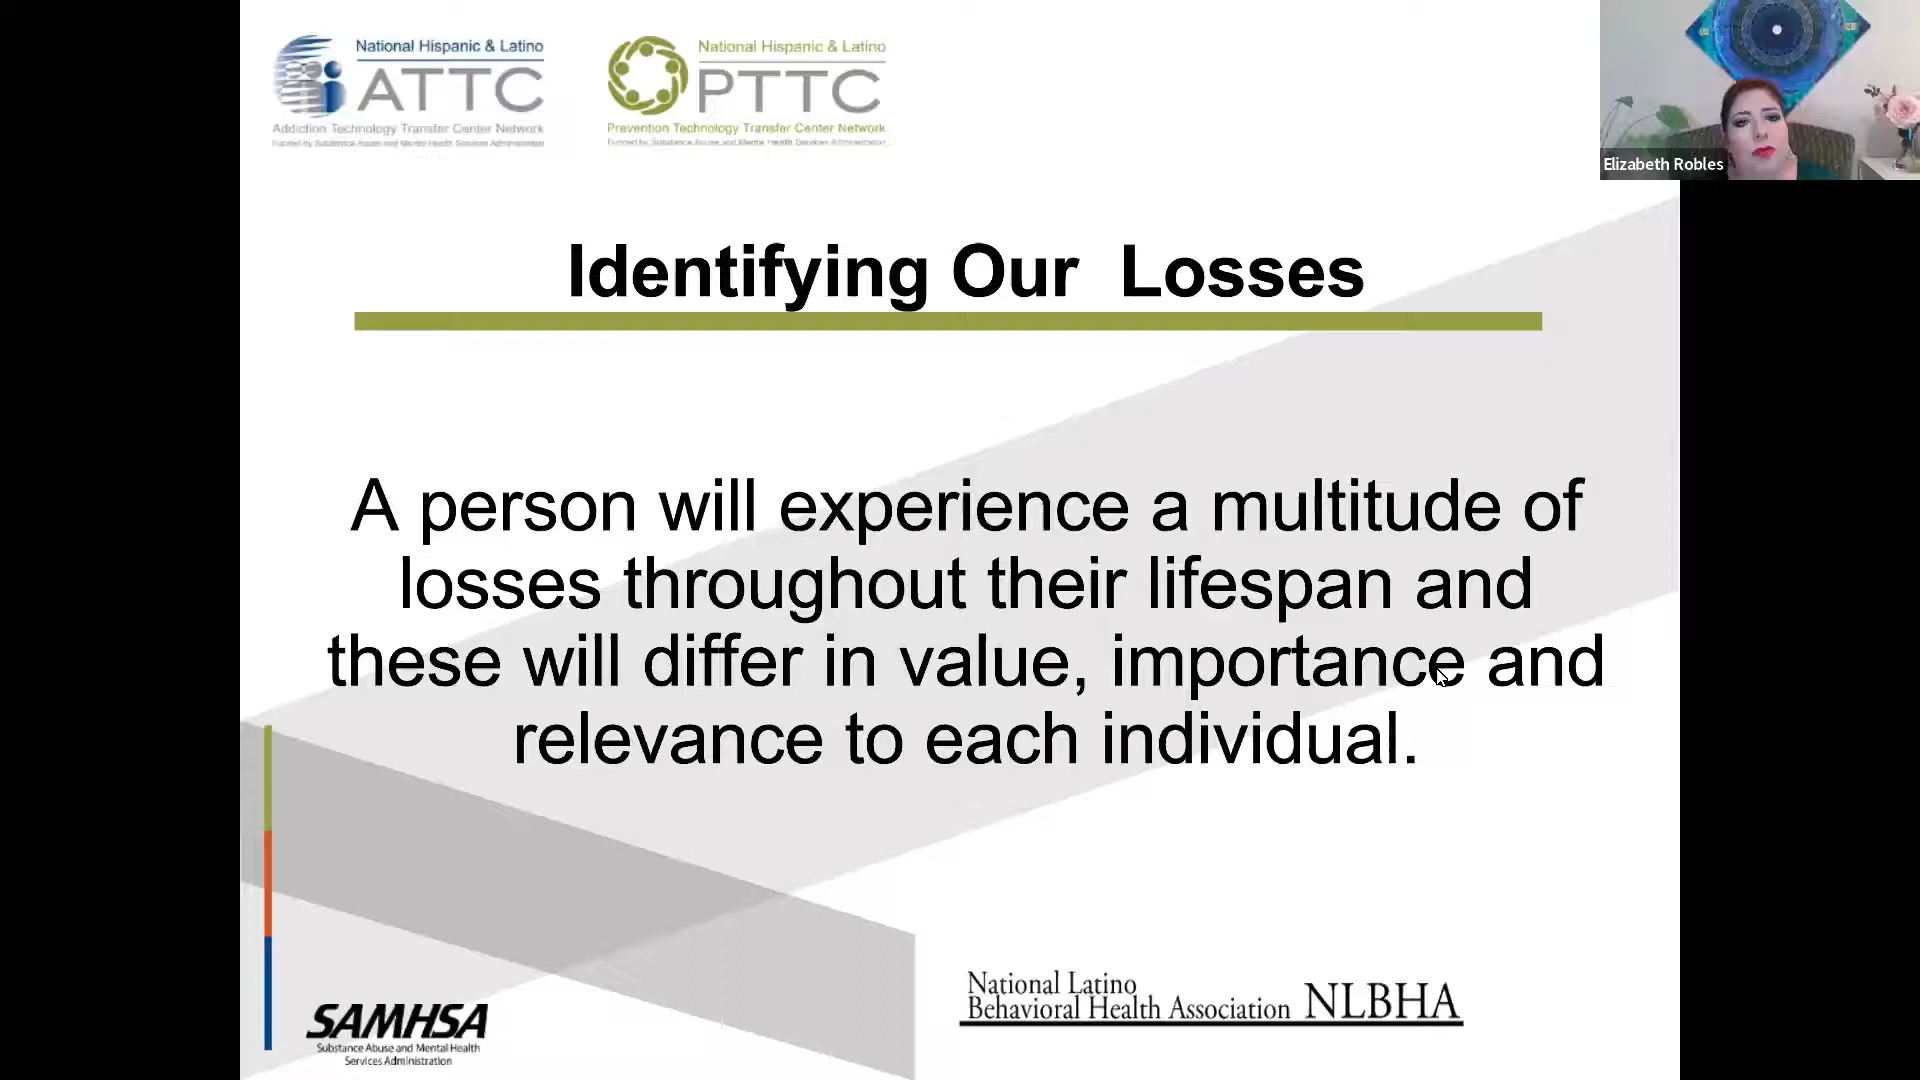 National Hispanic & Latino
ATTC
Addiction Technology Transfer Center Network
Funded by Substance Abuse and Mental Health Services Administration
National Hispanic & Latino
PTTC
Prevention Technology Transfer Center Network
Funded by Substance Abuse and Mental Health Services Administration
Elizabeth Robles
Identifying Our Losses
A person will experience a multitude of
losses throughout their lifespan and
these will differ in value, importance and
relevance to each individual.
SAMHSA
Substance Abuse and Mental Health
Services Administration
National Latino
Behavioral Health Association NLBHA